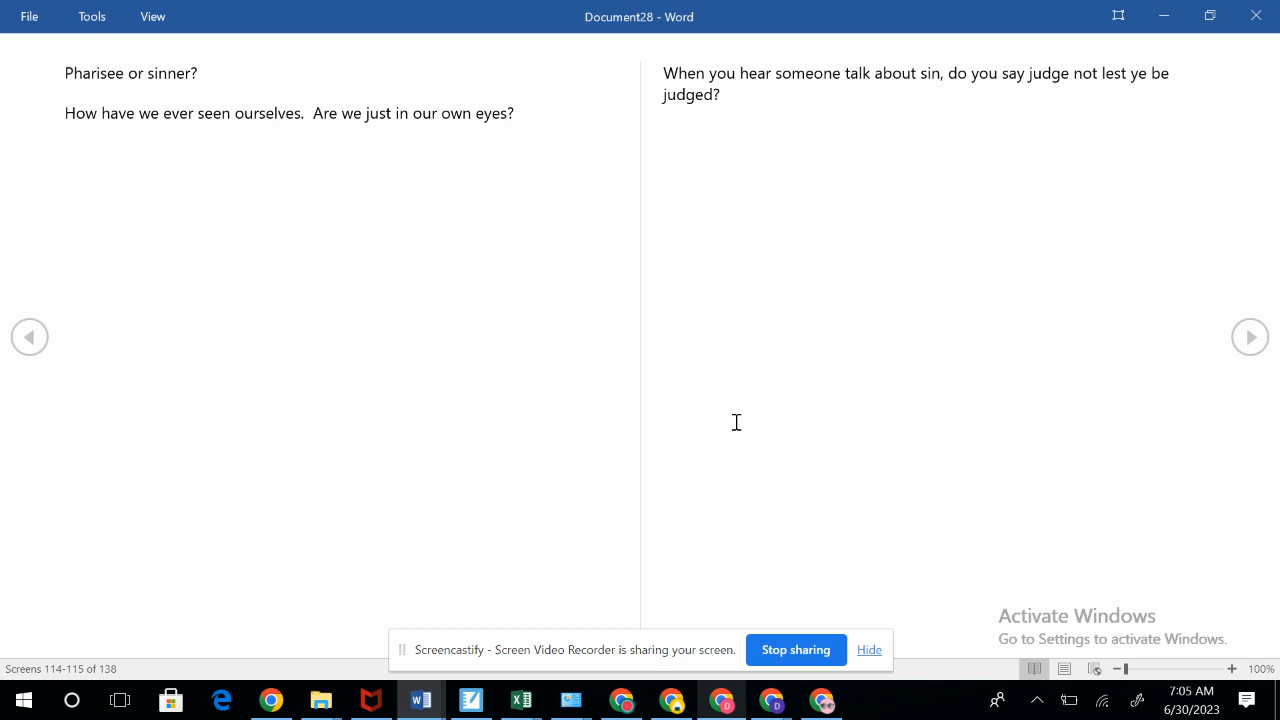 File Tools View Document28 - Word
Pharisee or sinner?
How have we ever seen ourselves.  Are we just in our own eyes?
When you hear someone talk about sin, do you say judge not lest ye be
judged?
Activate Windows
Go to Settings to activate Windows.
Screencastify - Screen Video Recorder is sharing your screen. Stop sharing Hide
Screens 114-115 of 138 100%
7:05 AM
6/30/2023